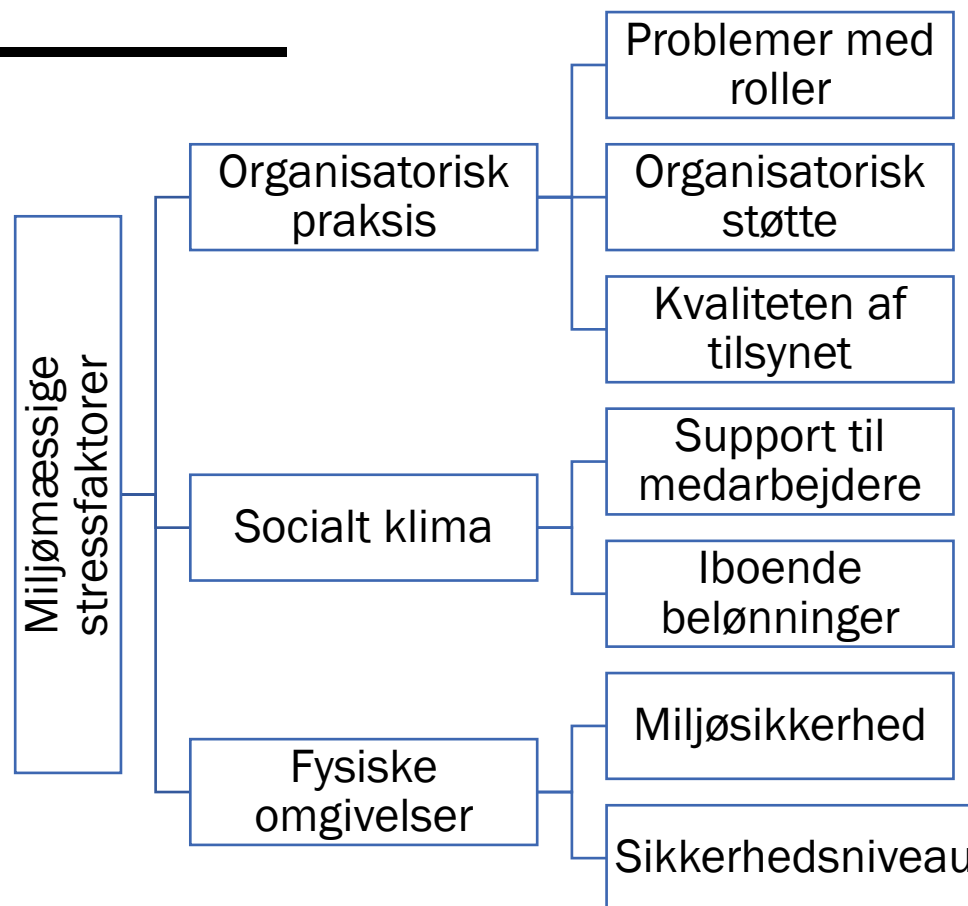 Miljømæssige
stressfaktorer
Organisatorisk
praksis
Problemer med
roller
Organisatorisk
støtte
Kvaliteten af
tilsynet
Socialt klima
Support til
medarbejdere
Iboende
belønninger
Fysiske
omgivelser
Miljøsikkerhed
Sikkerhedsniveau